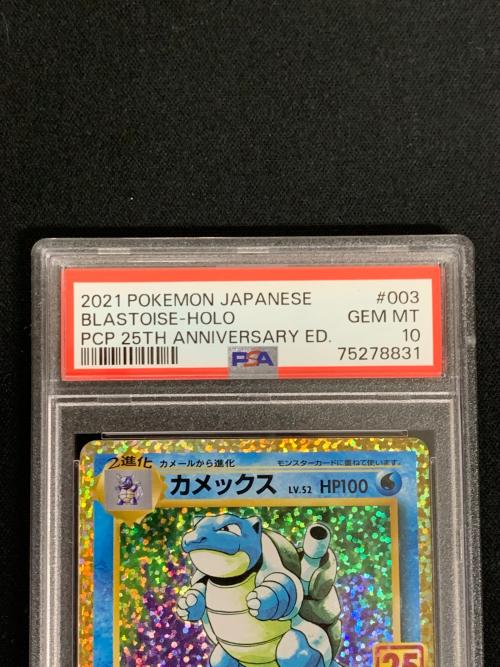 2021 POKEMON JAPANESE #003
BLASTOISE-HOLO GEM MT
PCP 25TH ANNIVERSARY ED. 10
PSA 75278831
2進化 カメールから進化 モンスターカードに重ねて使います。
カメックス LV.52 HP100
25